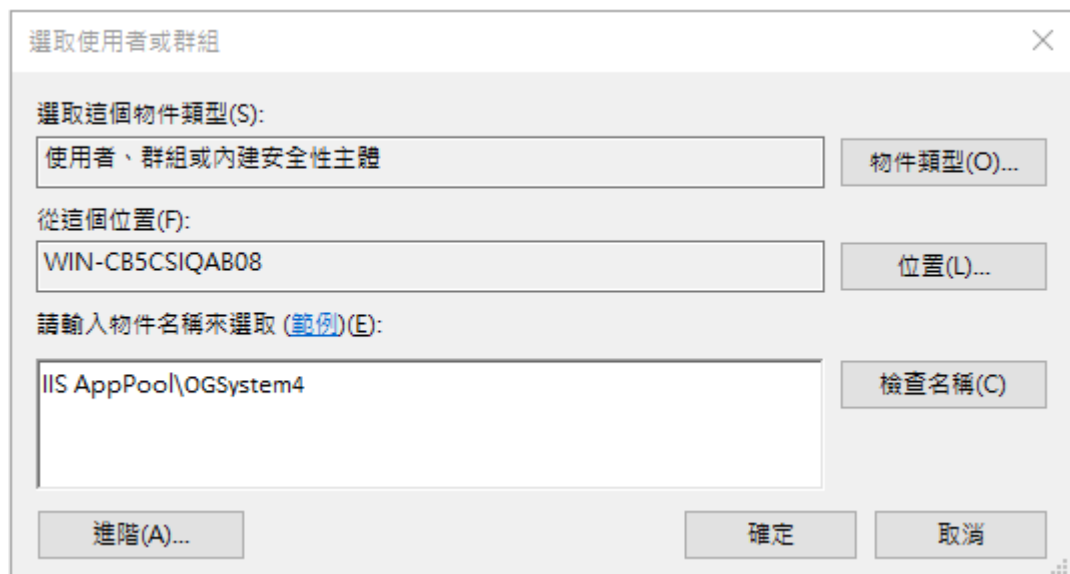 選取使用者或群組
選取這個物件類型(S):
使用者、群組或內建安全性主體
物件類型(O)...
從這個位置(F):
WIN-CB5CSIQAB08
位置(L)...
請輸入物件名稱來選取 (範例)(E):
IIS AppPool\OGSystem4
檢查名稱(C)
進階(A)...
確定
取消